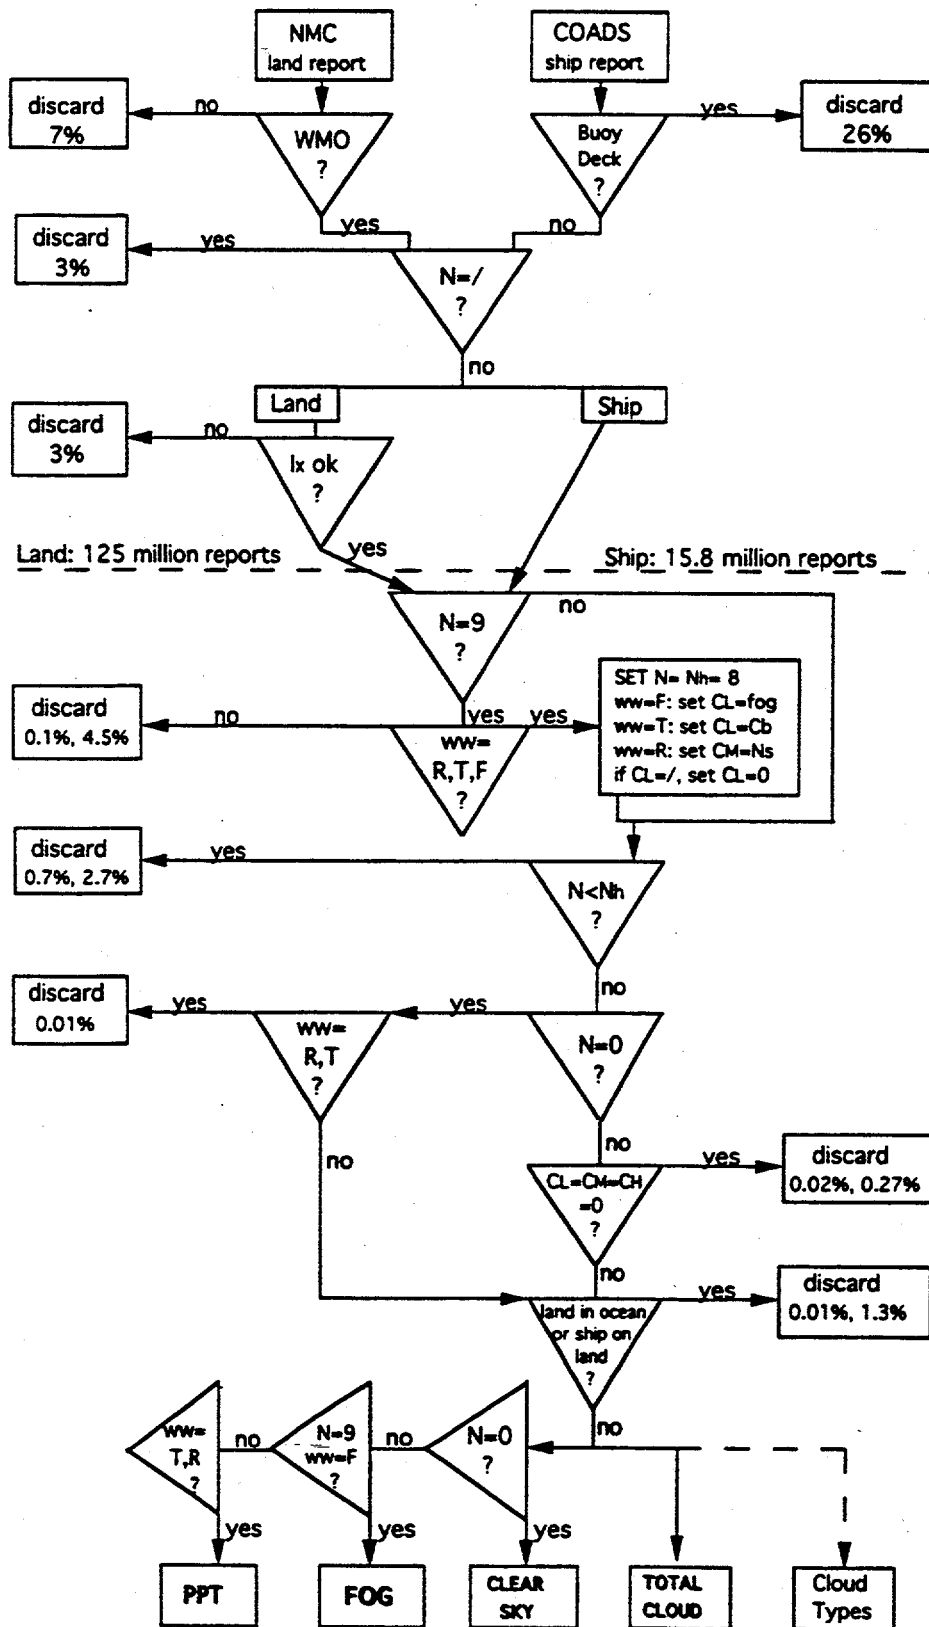 NMC
land report
COADS
ship report
discard
7%
no
WMO
?
Buoy
Deck
?
yes
discard
26%
yes
no
discard
3%
yes
N=/
?
no
Land
Ship
discard
3%
no
Ix ok
?
yes
Land: 125 million reports
Ship: 15.8 million reports
N=9
?
no
SET N= Nh= 8
ww=F: set CL=fog
ww=T: set CL=Cb
ww=R: set CM=Ns
if CL=/, set CL=0
discard
0.1%, 4.5%
no
yes
yes
ww=
R,T,F
?
discard
0.7%, 2.7%
yes
N<Nh
?
no
discard
0.01%
yes
ww=
R,T
?
yes
N=0
?
no
no
CL=CM=CH
=0
?
yes
discard
0.02%, 0.27%
no
land in ocean
or ship on
land
?
yes
discard
0.01%, 1.3%
no
ww=
T,R
?
no
N=9
ww=F
?
no
N=0
?
yes
yes
yes
PPT
FOG
CLEAR
SKY
TOTAL
CLOUD
Cloud
Types